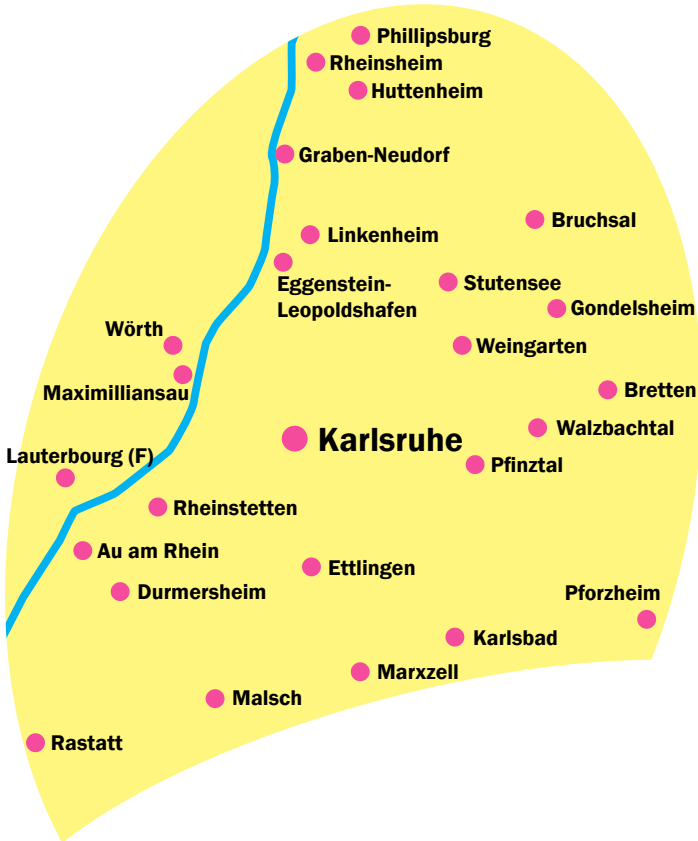 Phillipsburg
Rheinsheim
Huttenheim
Graben-Neudorf
Bruchsal
Linkenheim
Eggenstein-
Leopoldshafen
Stutensee
Gondelsheim
Wörth
Weingarten
Maximilliansau
Bretten
Walzbachtal
Karlsruhe
Lauterbourg (F)
Pfinztal
Rheinstetten
Au am Rhein
Ettlingen
Durmersheim
Pforzheim
Karlsbad
Marxzell
Malsch
Rastatt